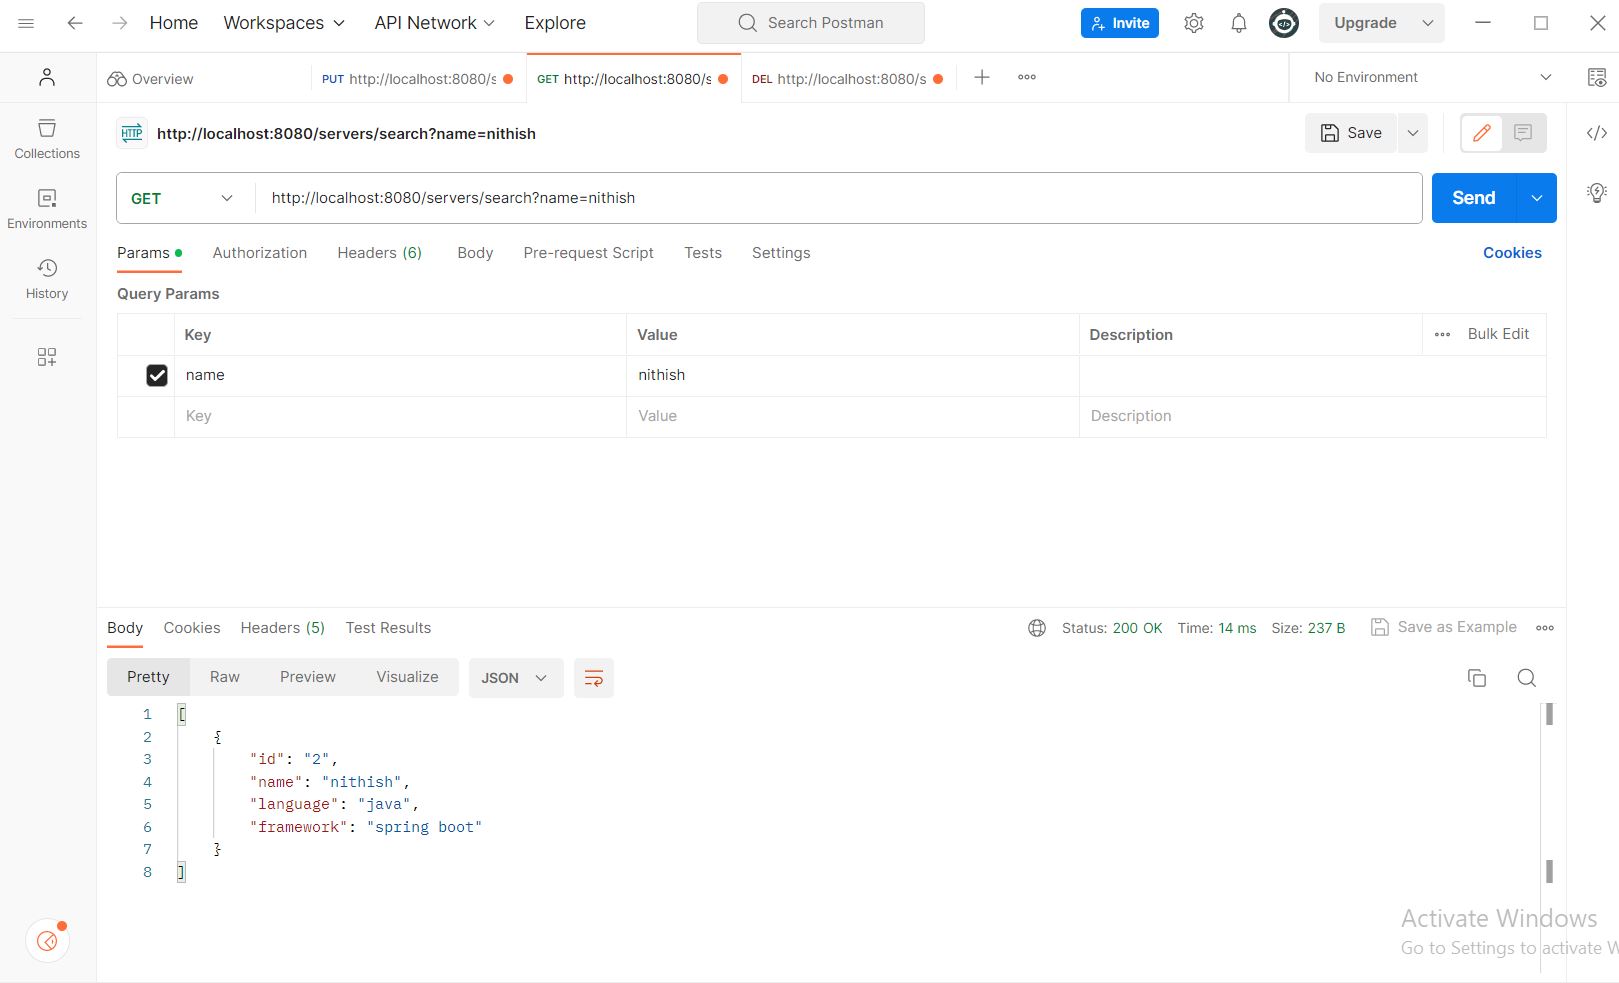 Home Workspaces API Network Explore Search Postman Invite Upgrade
Overview PUT http://localhost:8080/s GET http://localhost:8080/s DEL http://localhost:8080/s No Environment
Collections
Environments
History
HTTP http://localhost:8080/servers/search?name=nithish Save
GET http://localhost:8080/servers/search?name=nithish Send
Params Authorization Headers (6) Body Pre-request Script Tests Settings Cookies
Query Params
Key Value Description Bulk Edit
name nithish
Key Value Description
Body Cookies Headers (5) Test Results Status: 200 OK Time: 14 ms Size: 237 B Save as Example
Pretty Raw Preview Visualize JSON
1 [
2 {
3 "id": "2",
4 "name": "nithish",
5 "language": "java",
6 "framework": "spring boot"
7 }
8 ]
Activate Windows
Go to Settings to activate W